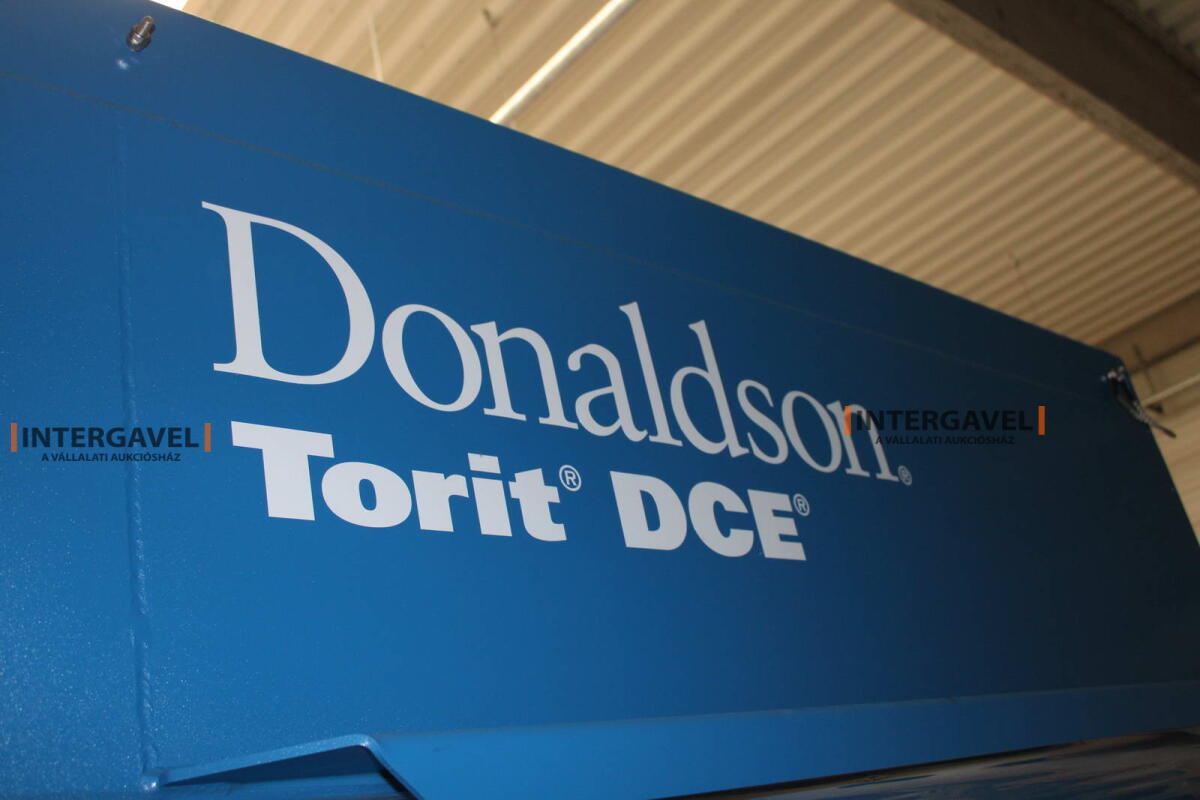 Donaldson®
Torit® DCE®
|INTERGAVEL|
A VÁLLALATI AUKCIÓSHÁZ
|INTERGAVEL|
A VÁLLALATI AUKCIÓSHÁZ